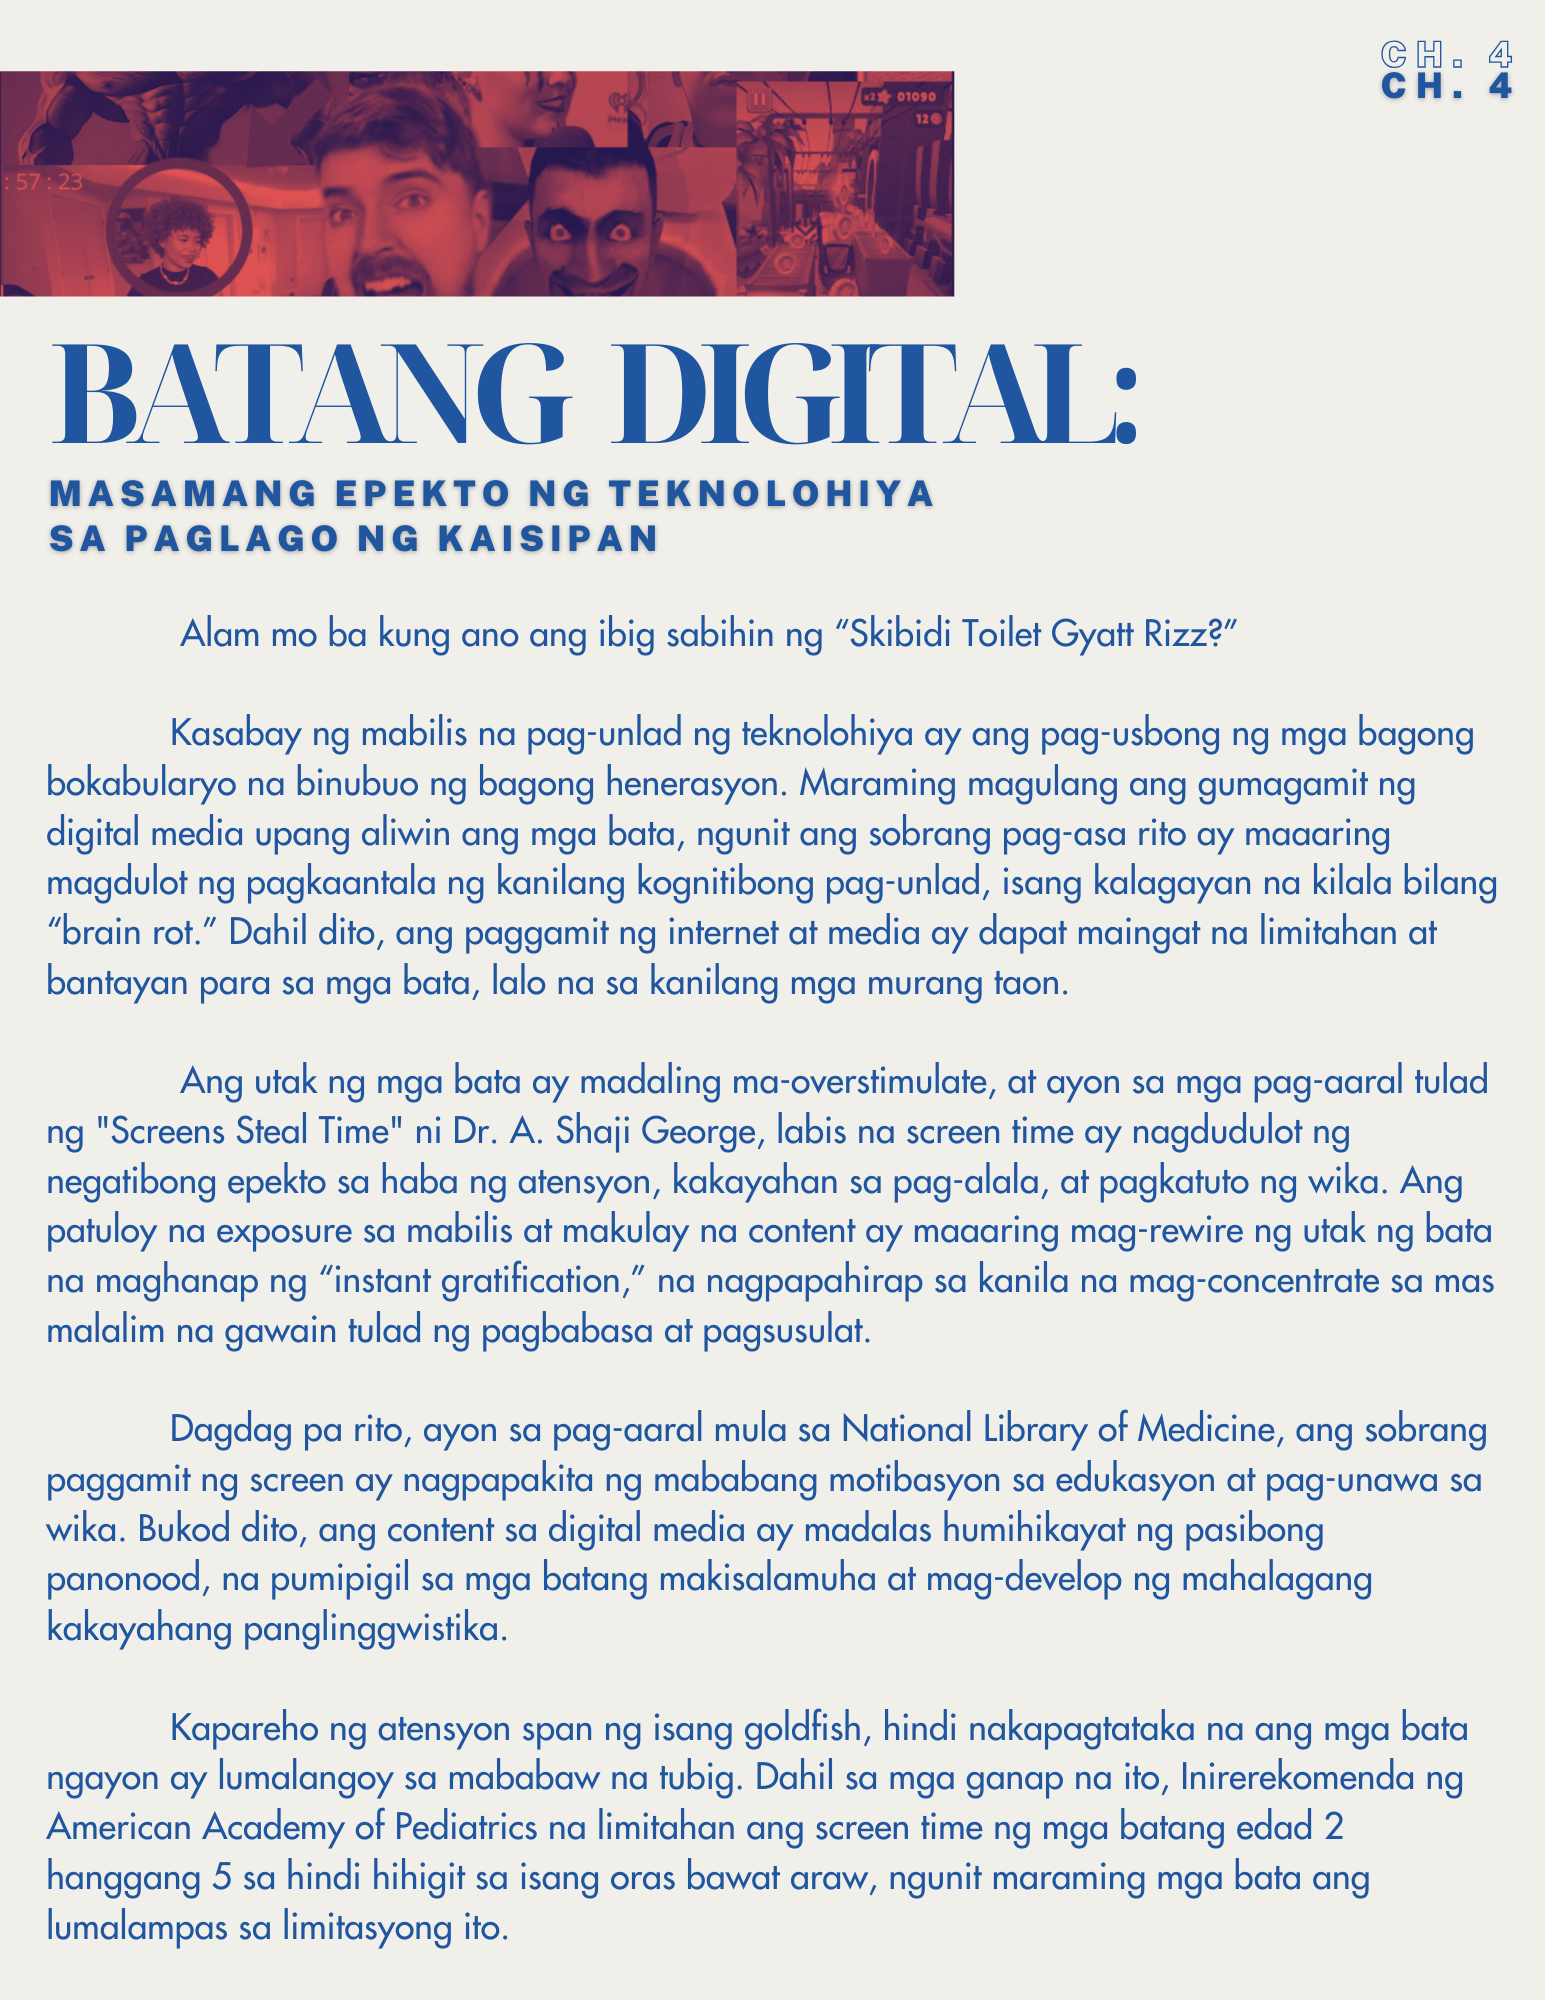 CH. 4
CH. 4
x2 01090
12
iHea
: 57 : 23
BATANG DIGITAL:
MASAMANG EPEKTO NG TEKNOLOHIYA
SA PAGLAGO NG KAISIPAN
Alam mo ba kung ano ang ibig sabihin ng “Skibidi Toilet Gyatt Rizz?”
Kasabay ng mabilis na pag-unlad ng teknolohiya ay ang pag-usbong ng mga bagong
bokabularyo na binubuo ng bagong henerasyon. Maraming magulang ang gumagamit ng
digital media upang aliwin ang mga bata, ngunit ang sobrang pag-asa rito ay maaaring
magdulot ng pagkaantala ng kanilang kognitibong pag-unlad, isang kalagayan na kilala bilang
“brain rot.” Dahil dito, ang paggamit ng internet at media ay dapat maingat na limitahan at
bantayan para sa mga bata, lalo na sa kanilang mga murang taon.
Ang utak ng mga bata ay madaling ma-overstimulate, at ayon sa mga pag-aaral tulad
ng "Screens Steal Time" ni Dr. A. Shaji George, labis na screen time ay nagdudulot ng
negatibong epekto sa haba ng atensyon, kakayahan sa pag-alala, at pagkatuto ng wika. Ang
patuloy na exposure sa mabilis at makulay na content ay maaaring mag-rewire ng utak ng bata
na maghanap ng “instant gratification,” na nagpapahirap sa kanila na mag-concentrate sa mas
malalim na gawain tulad ng pagbabasa at pagsusulat.
Dagdag pa rito, ayon sa pag-aaral mula sa National Library of Medicine, ang sobrang
paggamit ng screen ay nagpapakita ng mababang motibasyon sa edukasyon at pag-unawa sa
wika. Bukod dito, ang content sa digital media ay madalas humihikayat ng pasibong
panonood, na pumipigil sa mga batang makisalamuha at mag-develop ng mahalagang
kakayahang panglinggwistika.
Kapareho ng atensyon span ng isang goldfish, hindi nakapagtataka na ang mga bata
ngayon ay lumalangoy sa mababaw na tubig. Dahil sa mga ganap na ito, Inirerekomenda ng
American Academy of Pediatrics na limitahan ang screen time ng mga batang edad 2
hanggang 5 sa hindi hihigit sa isang oras bawat araw, ngunit maraming mga bata ang
lumalampas sa limitasyong ito.